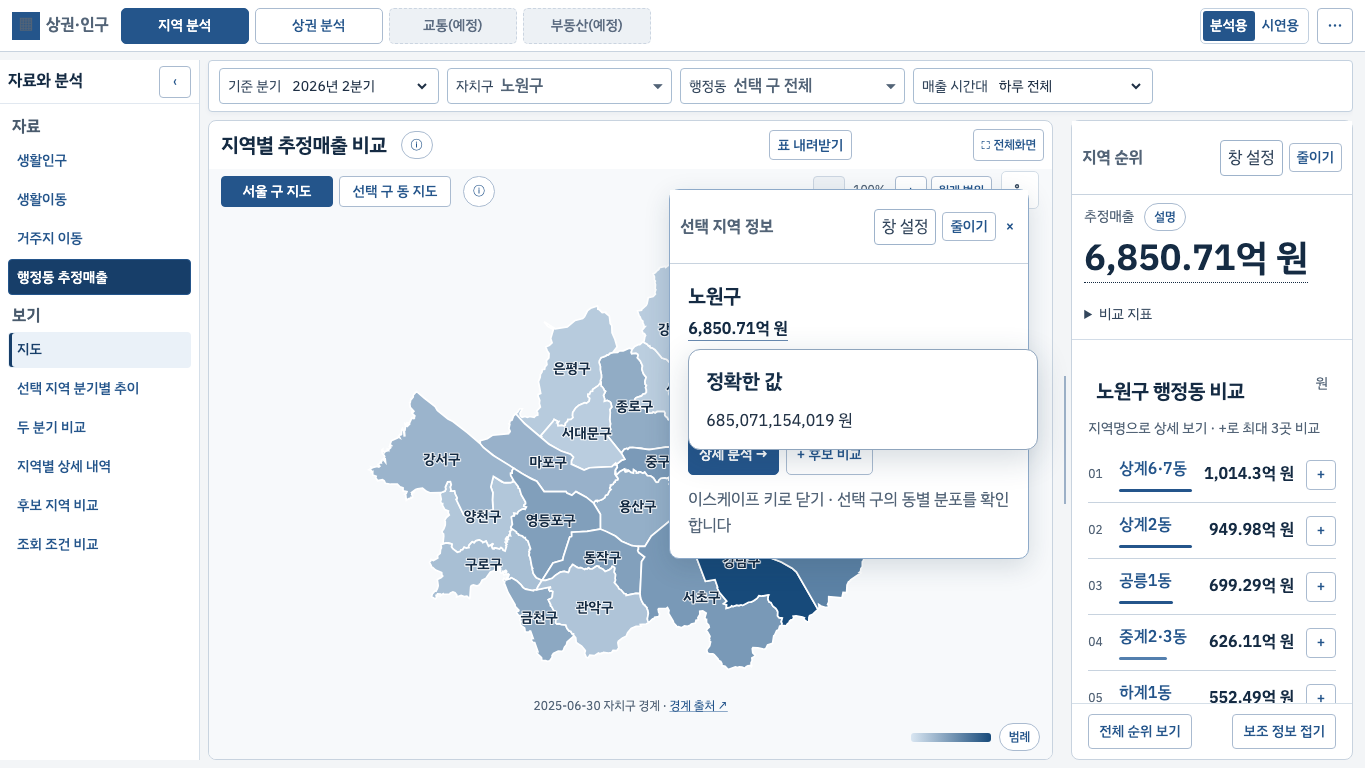 상권·인구
지역 분석
상권 분석
교통(예정)
부동산(예정)
분석용
시연용
···
자료와 분석
‹
자료
생활인구
생활이동
거주지 이동
행정동 추정매출
보기
지도
선택 지역 분기별 추이
두 분기 비교
지역별 상세 내역
후보 지역 비교
조회 조건 비교
기준 분기 2026년 2분기
자치구 노원구
행정동 선택 구 전체
매출 시간대 하루 전체
지역별 추정매출 비교
ⓘ
표 내려받기
전체화면
서울 구 지도
선택 구 동 지도
ⓘ
은평구
종로구
서대문구
강서구
마포구
중구
양천구
영등포구
용산구
구로구
동작구
강남구
금천구
관악구
서초구
선택 지역 정보
창 설정
줄이기
×
노원구
6,850.71억 원
정확한 값
685,071,154,019 원
상세 분석 →
+ 후보 비교
이스케이프 키로 닫기 · 선택 구의 동별 분포를 확인
합니다
2025-06-30 자치구 경계 · 경계 출처 ↗
범례
지역 순위
창 설정
줄이기
추정매출 설명
6,850.71억 원
▶ 비교 지표
노원구 행정동 비교
원
지역명으로 상세 보기 · +로 최대 3곳 비교
01 상계6·7동 1,014.3억 원 +
02 상계2동 949.98억 원 +
03 공릉1동 699.29억 원 +
04 중계2·3동 626.11억 원 +
05 하계1동 552.49억 원 +
전체 순위 보기
보조 정보 접기